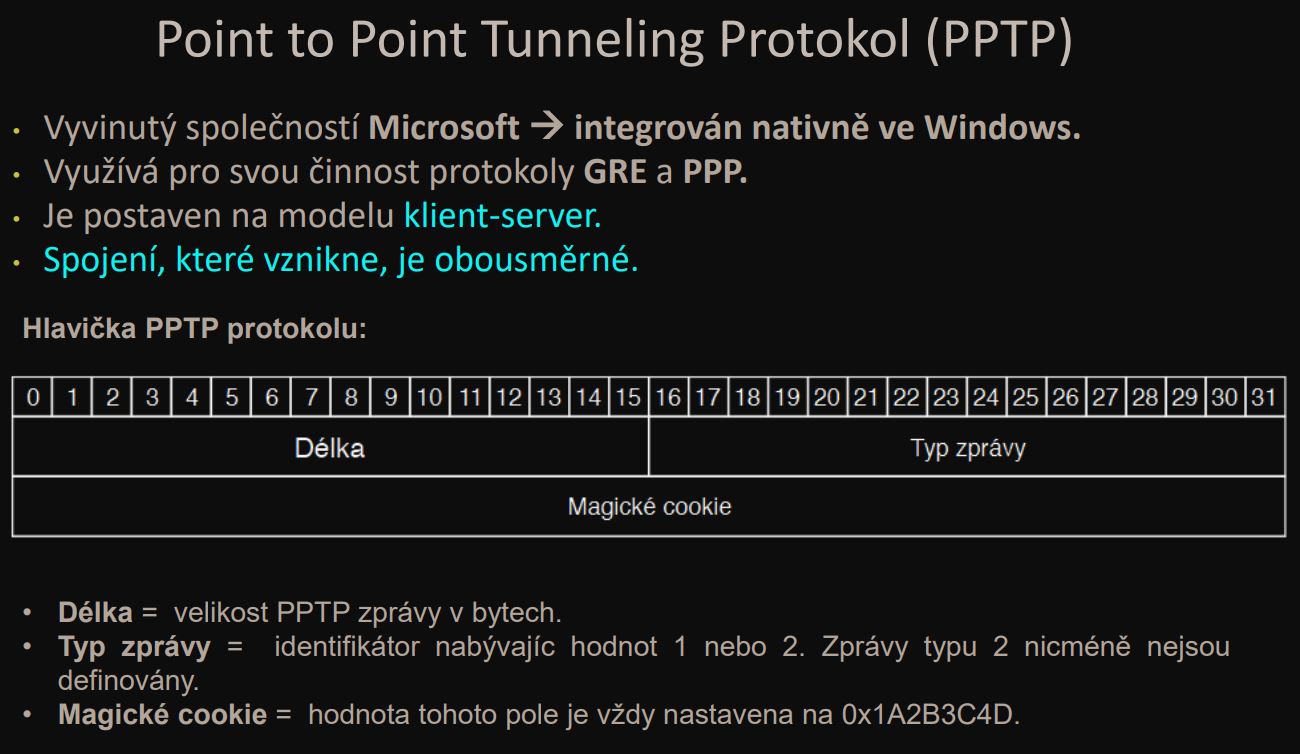 Point to Point Tunneling Protokol (PPTP)
• Vyvinutý společností Microsoft → integrován nativně ve Windows.
• Využívá pro svou činnost protokoly GRE a PPP.
• Je postaven na modelu klient-server.
• Spojení, které vznikne, je obousměrné.
Hlavička PPTP protokolu:
0 1 2 3 4 5 6 7 8 9 10 11 12 13 14 15 16 17 18 19 20 21 22 23 24 25 26 27 28 29 30 31
Délka Typ zprávy
Magické cookie
• Délka = velikost PPTP zprávy v bytech.
• Typ zprávy = identifikátor nabývajíc hodnot 1 nebo 2. Zprávy typu 2 nicméně nejsou
definovány.
• Magické cookie = hodnota tohoto pole je vždy nastavena na 0x1A2B3C4D.